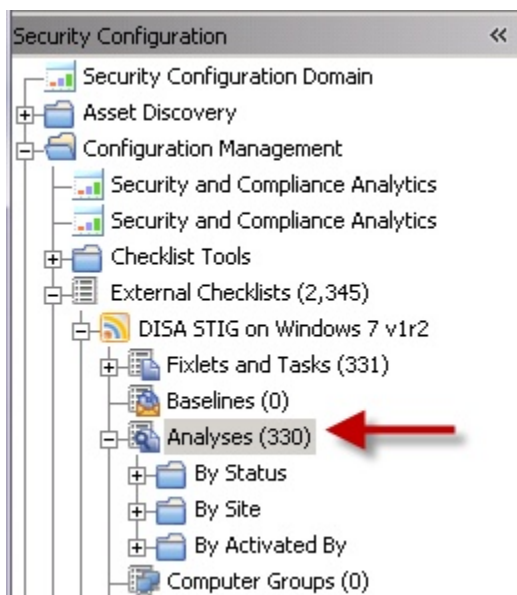 Security Configuration «
Security Configuration Domain
Asset Discovery
Configuration Management
Security and Compliance Analytics
Security and Compliance Analytics
Checklist Tools
External Checklists (2,345)
DISA STIG on Windows 7 v1r2
Fixlets and Tasks (331)
Baselines (0)
Analyses (330)
By Status
By Site
By Activated By
Computer Groups (0)